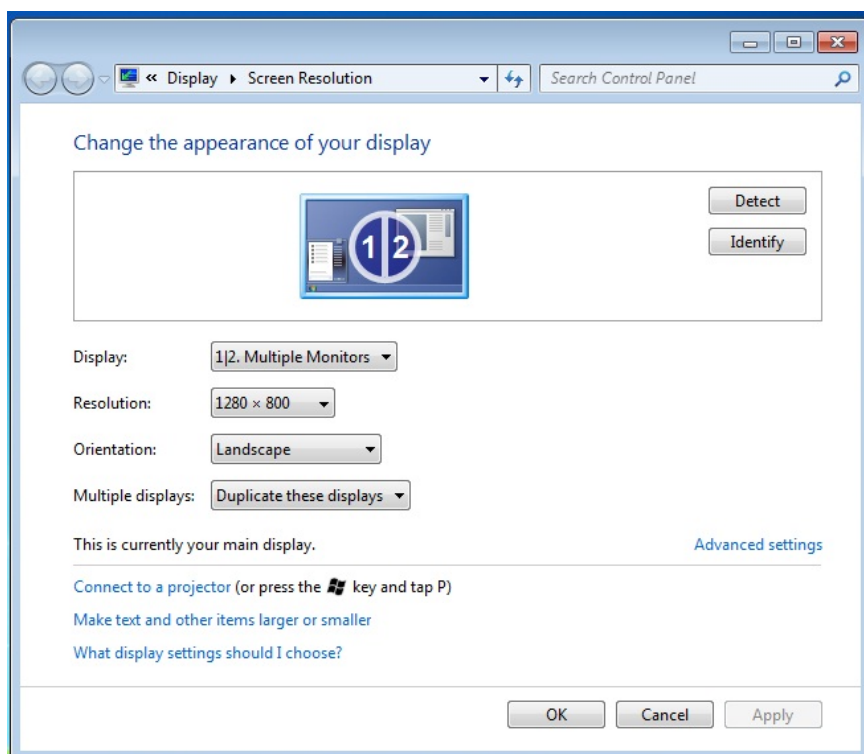 « Display ▸ Screen Resolution
Search Control Panel
Change the appearance of your display
1|2
Detect
Identify
Display: 1|2. Multiple Monitors
Resolution: 1280 × 800
Orientation: Landscape
Multiple displays: Duplicate these displays
This is currently your main display. Advanced settings
Connect to a projector (or press the key and tap P)
Make text and other items larger or smaller
What display settings should I choose?
OK Cancel Apply